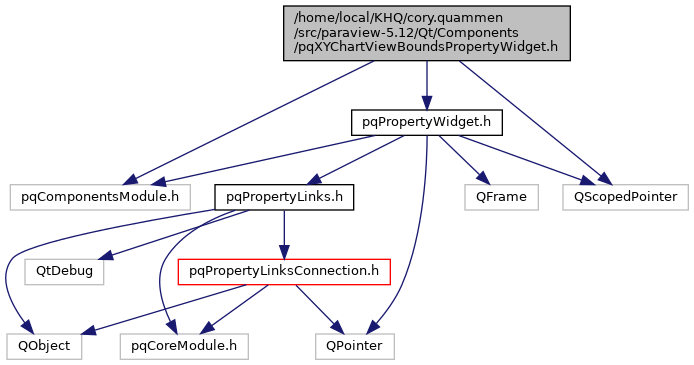 /home/local/KHQ/cory.quammen
/src/paraview-5.12/Qt/Components
/pqXYChartViewBoundsPropertyWidget.h
pqPropertyWidget.h
pqComponentsModule.h
pqPropertyLinks.h
QFrame
QScopedPointer
QtDebug
pqPropertyLinksConnection.h
QObject
pqCoreModule.h
QPointer